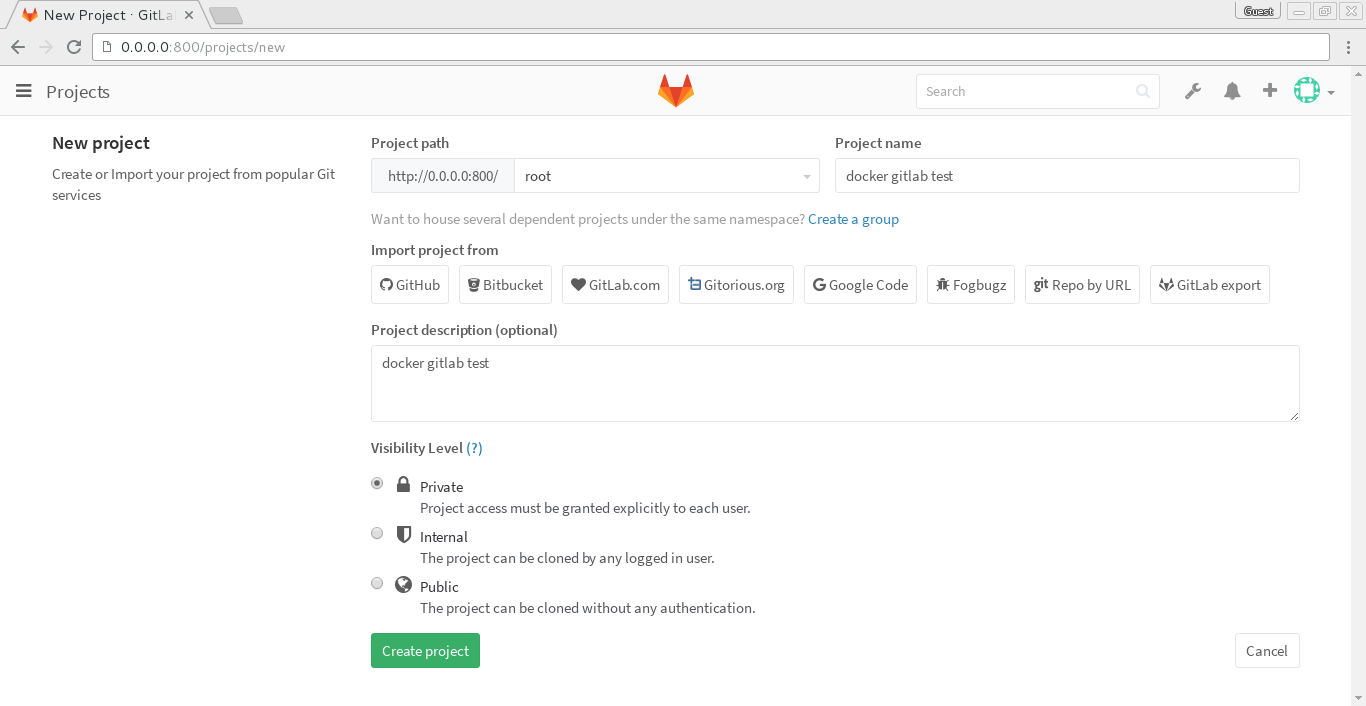 New Project · GitLa
Guest
0.0.0.0:800/projects/new
Projects
Search
New project
Create or Import your project from popular Git
services
Project path
Project name
http://0.0.0.0:800/
root
docker gitlab test
Want to house several dependent projects under the same namespace? Create a group
Import project from
GitHub
Bitbucket
GitLab.com
Gitorious.org
Google Code
Fogbugz
git Repo by URL
GitLab export
Project description (optional)
docker gitlab test
Visibility Level (?)
Private
Project access must be granted explicitly to each user.
Internal
The project can be cloned by any logged in user.
Public
The project can be cloned without any authentication.
Create project
Cancel